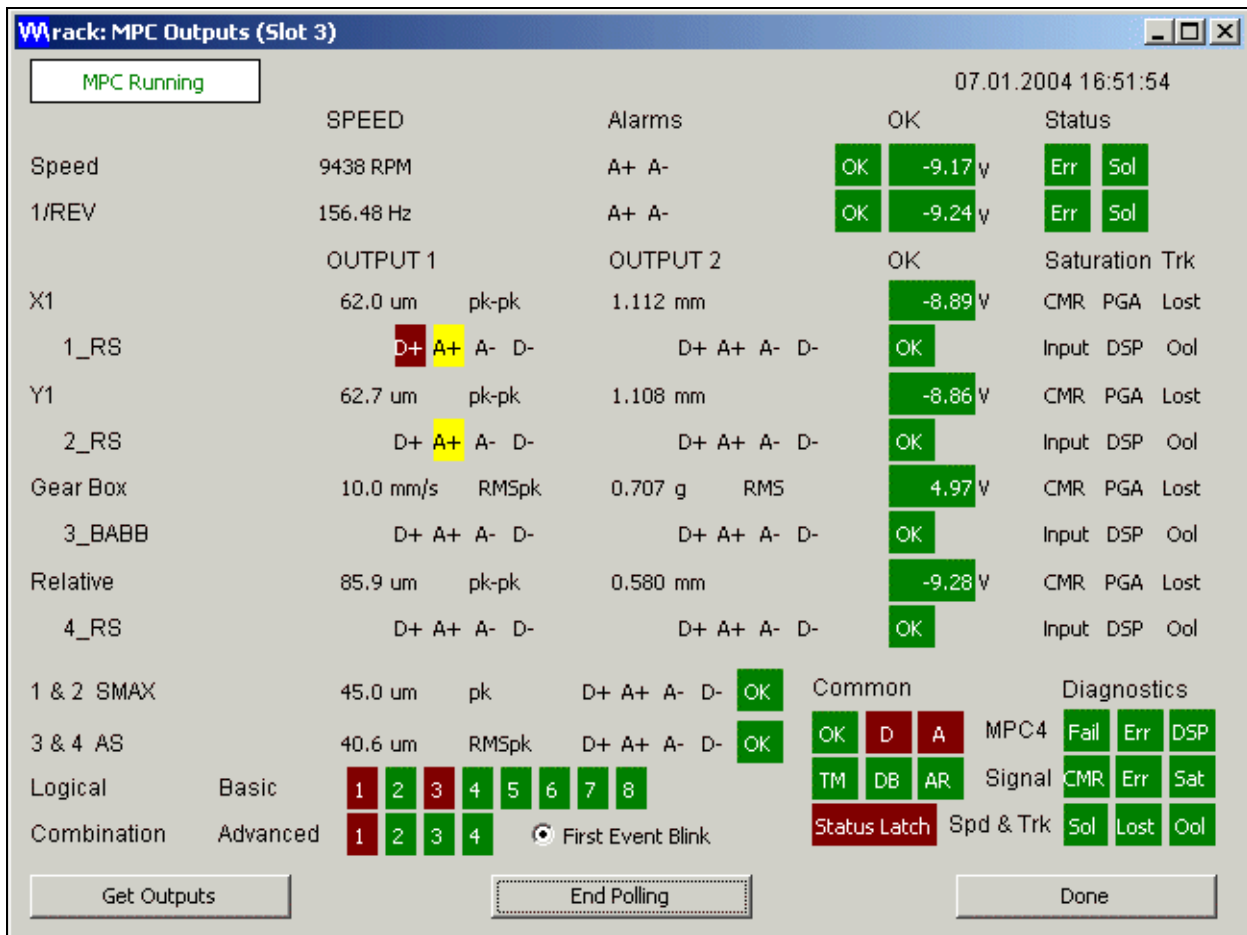 VM rack: MPC Outputs (Slot 3)
MPC Running 07.01.2004 16:51:54
SPEED Alarms OK Status
Speed 9438 RPM A+ A- OK -9.17 V Err Sol
1/REV 156.48 Hz A+ A- OK -9.24 V Err Sol
OUTPUT 1 OUTPUT 2 OK Saturation Trk
X1 62.0 um pk-pk 1.112 mm -8.89 V CMR PGA Lost
1_RS D+ A+ A- D- D+ A+ A- D- OK Input DSP Ool
Y1 62.7 um pk-pk 1.108 mm -8.86 V CMR PGA Lost
2_RS D+ A+ A- D- D+ A+ A- D- OK Input DSP Ool
Gear Box 10.0 mm/s RMSpk 0.707 g RMS 4.97 V CMR PGA Lost
3_BABB D+ A+ A- D- D+ A+ A- D- OK Input DSP Ool
Relative 85.9 um pk-pk 0.580 mm -9.28 V CMR PGA Lost
4_RS D+ A+ A- D- D+ A+ A- D- OK Input DSP Ool
1 & 2 SMAX 45.0 um pk D+ A+ A- D- OK Common Diagnostics
3 & 4 AS 40.6 um RMSpk D+ A+ A- D- OK OK D A MPC4 Fail Err DSP
Logical Basic 1 2 3 4 5 6 7 8 TM DB AR Signal CMR Err Sat
Combination Advanced 1 2 3 4 First Event Blink Status Latch Spd & Trk Sol Lost Ool
Get Outputs End Polling Done